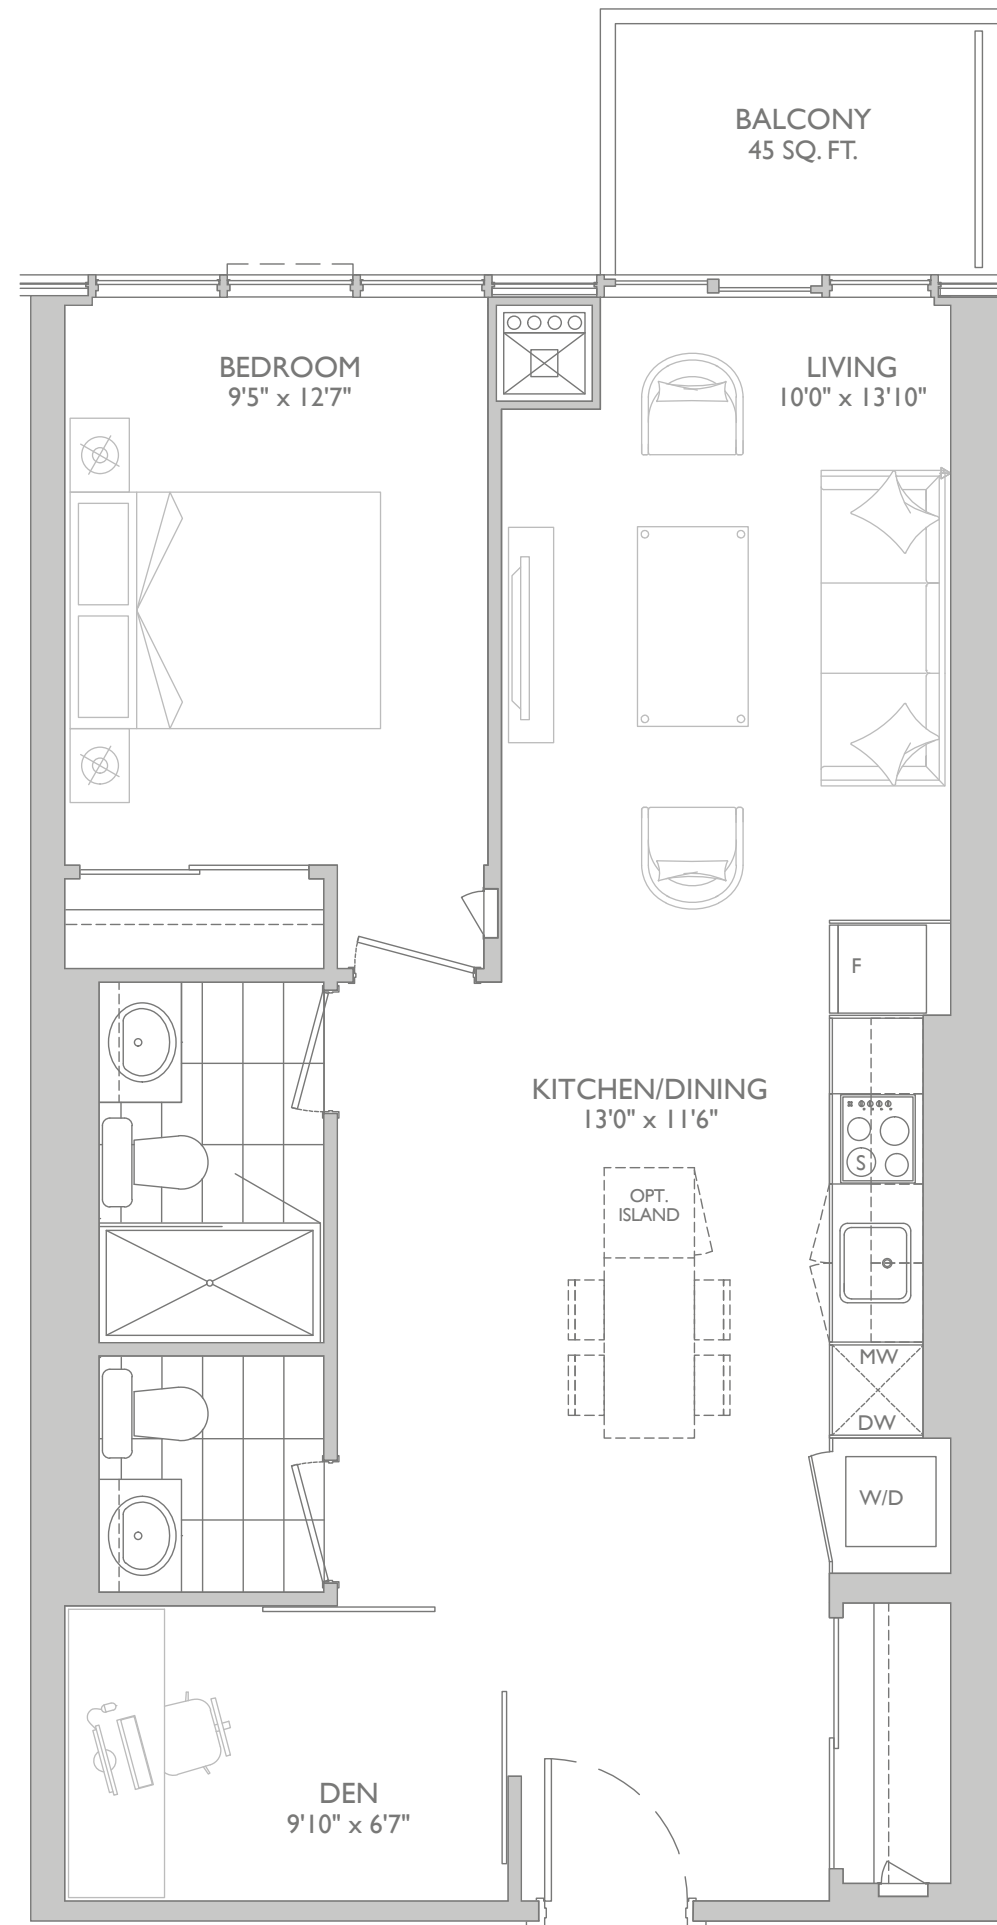 BALCONY
45 SQ. FT.
BEDROOM
9'5" x 12'7"
LIVING
10'0" x 13'10"
F
KITCHEN/DINING
13'0" x 11'6"
S
OPT.
ISLAND
MW
DW
W/D
DEN
9'10" x 6'7"